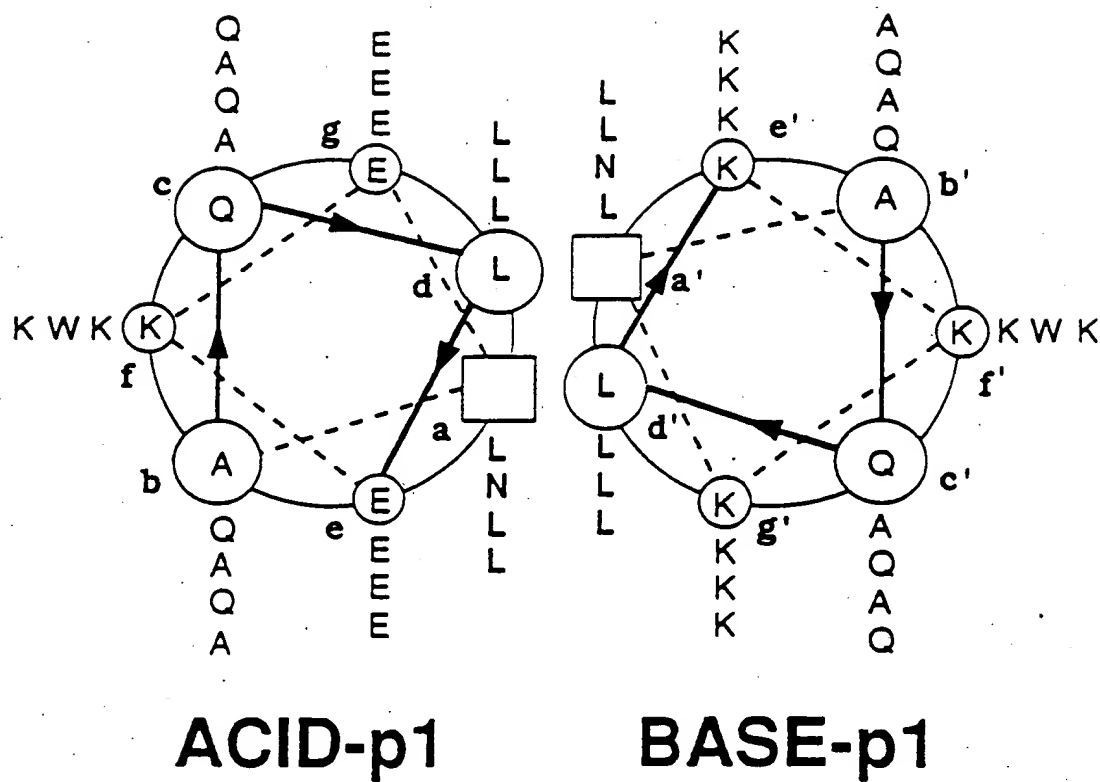 Q A Q A Q
c
E E E E
g
L L L L
d
K W K K
f
A Q A Q A
b
E E E E
e
L N L L
a
L L N L
a'
K K K K
e'
A Q A Q A
b'
K K W K
f'
L L L L
d'
K K K K
g'
Q A Q A Q
c'
ACID-p1
BASE-p1